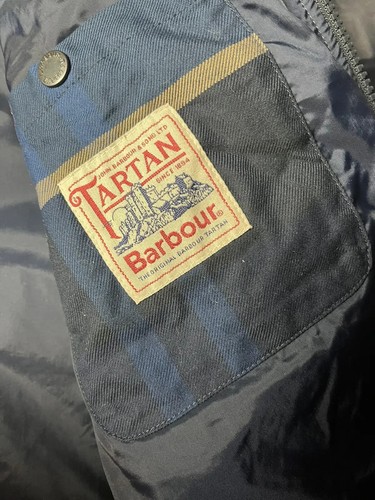 JOHN BARBOUR & SONS LTD
TARTAN
SINCE 1894
Barbour®
THE ORIGINAL BARBOUR TARTAN